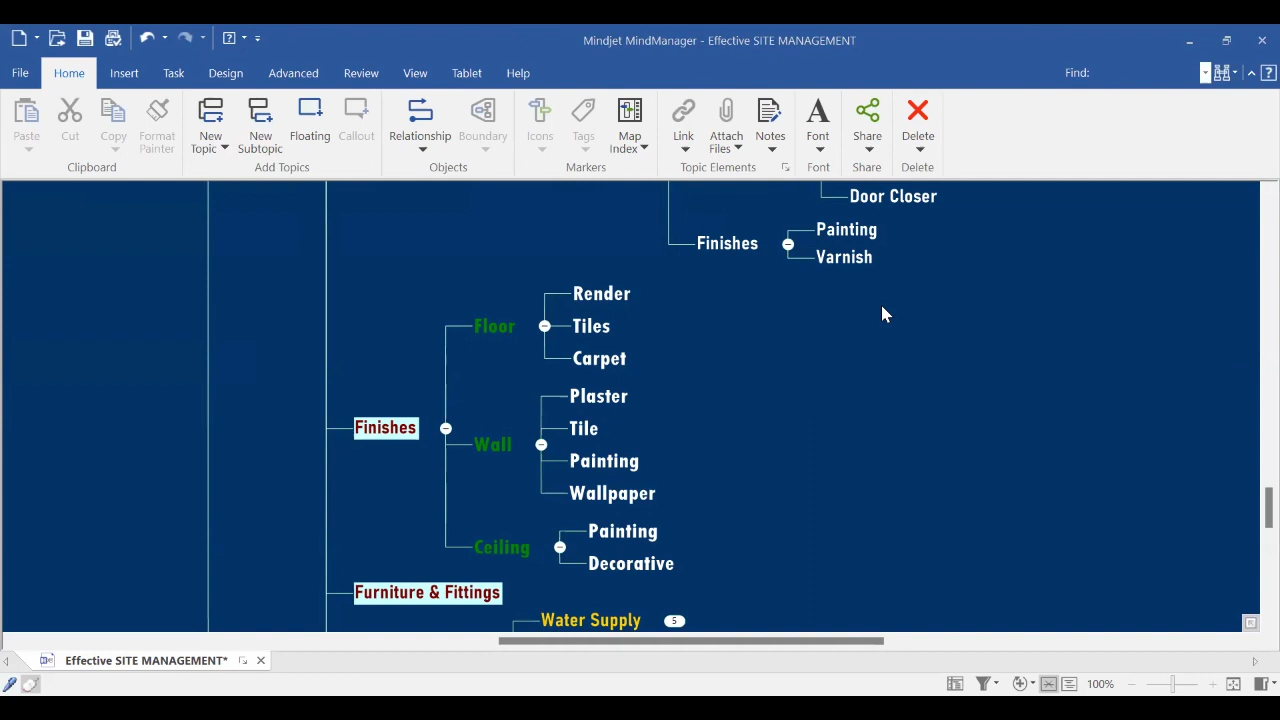 Mindjet MindManager - Effective SITE MANAGEMENT
File Home Insert Task Design Advanced Review View Tablet Help Find:
Paste Cut Copy Format Painter New Topic New Subtopic Floating Callout Relationship Boundary Icons Tags Map Index Link Attach Files Notes Font Share Delete
Clipboard Add Topics Objects Markers Topic Elements Font Share Delete
Door Closer
Finishes
Painting
Varnish
Finishes
Floor
Render
Tiles
Carpet
Wall
Plaster
Tile
Painting
Wallpaper
Ceiling
Painting
Decorative
Furniture & Fittings
Water Supply 5
Effective SITE MANAGEMENT*
100%